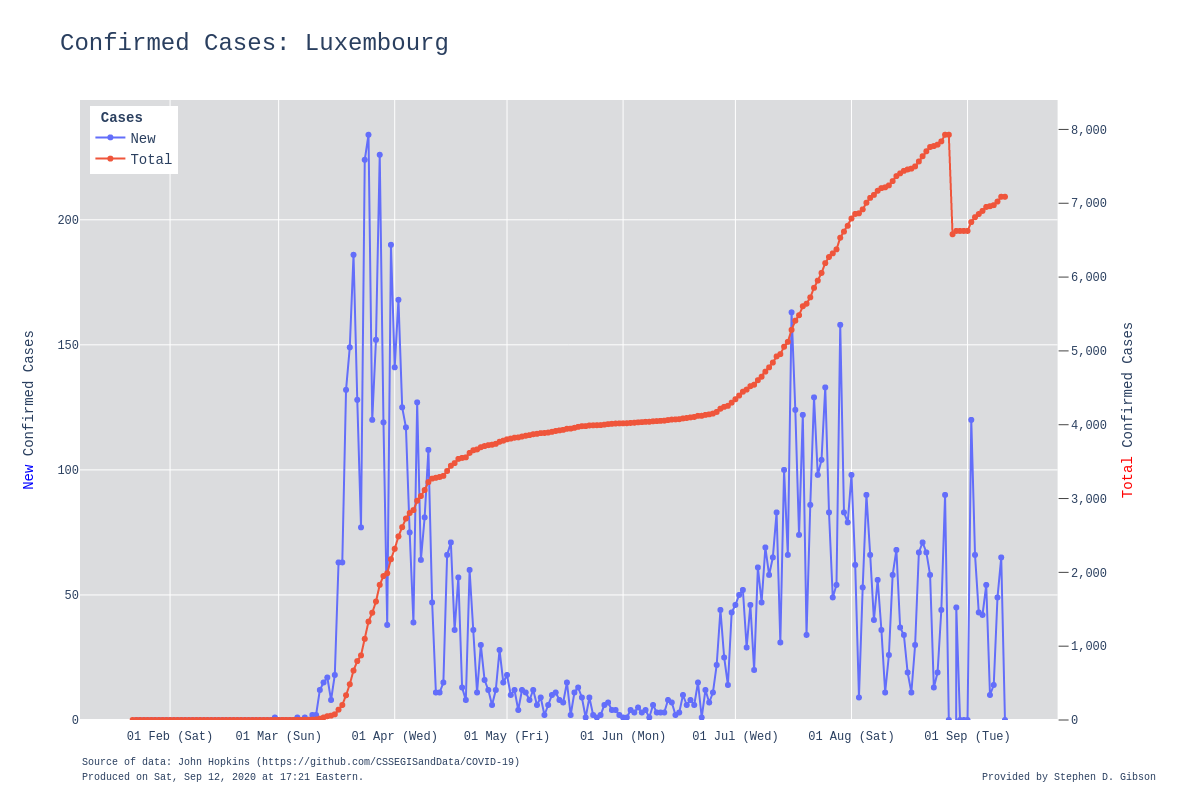 Confirmed Cases: Luxembourg
Cases
New
Total
200
150
100
50
0
8,000
7,000
6,000
5,000
4,000
3,000
2,000
1,000
0
New Confirmed Cases
Total Confirmed Cases
01 Feb (Sat) 01 Mar (Sun) 01 Apr (Wed) 01 May (Fri) 01 Jun (Mon) 01 Jul (Wed) 01 Aug (Sat) 01 Sep (Tue)
Source of data: John Hopkins (https://github.com/CSSEGISandData/COVID-19)
Produced on Sat, Sep 12, 2020 at 17:21 Eastern.
Provided by Stephen D. Gibson